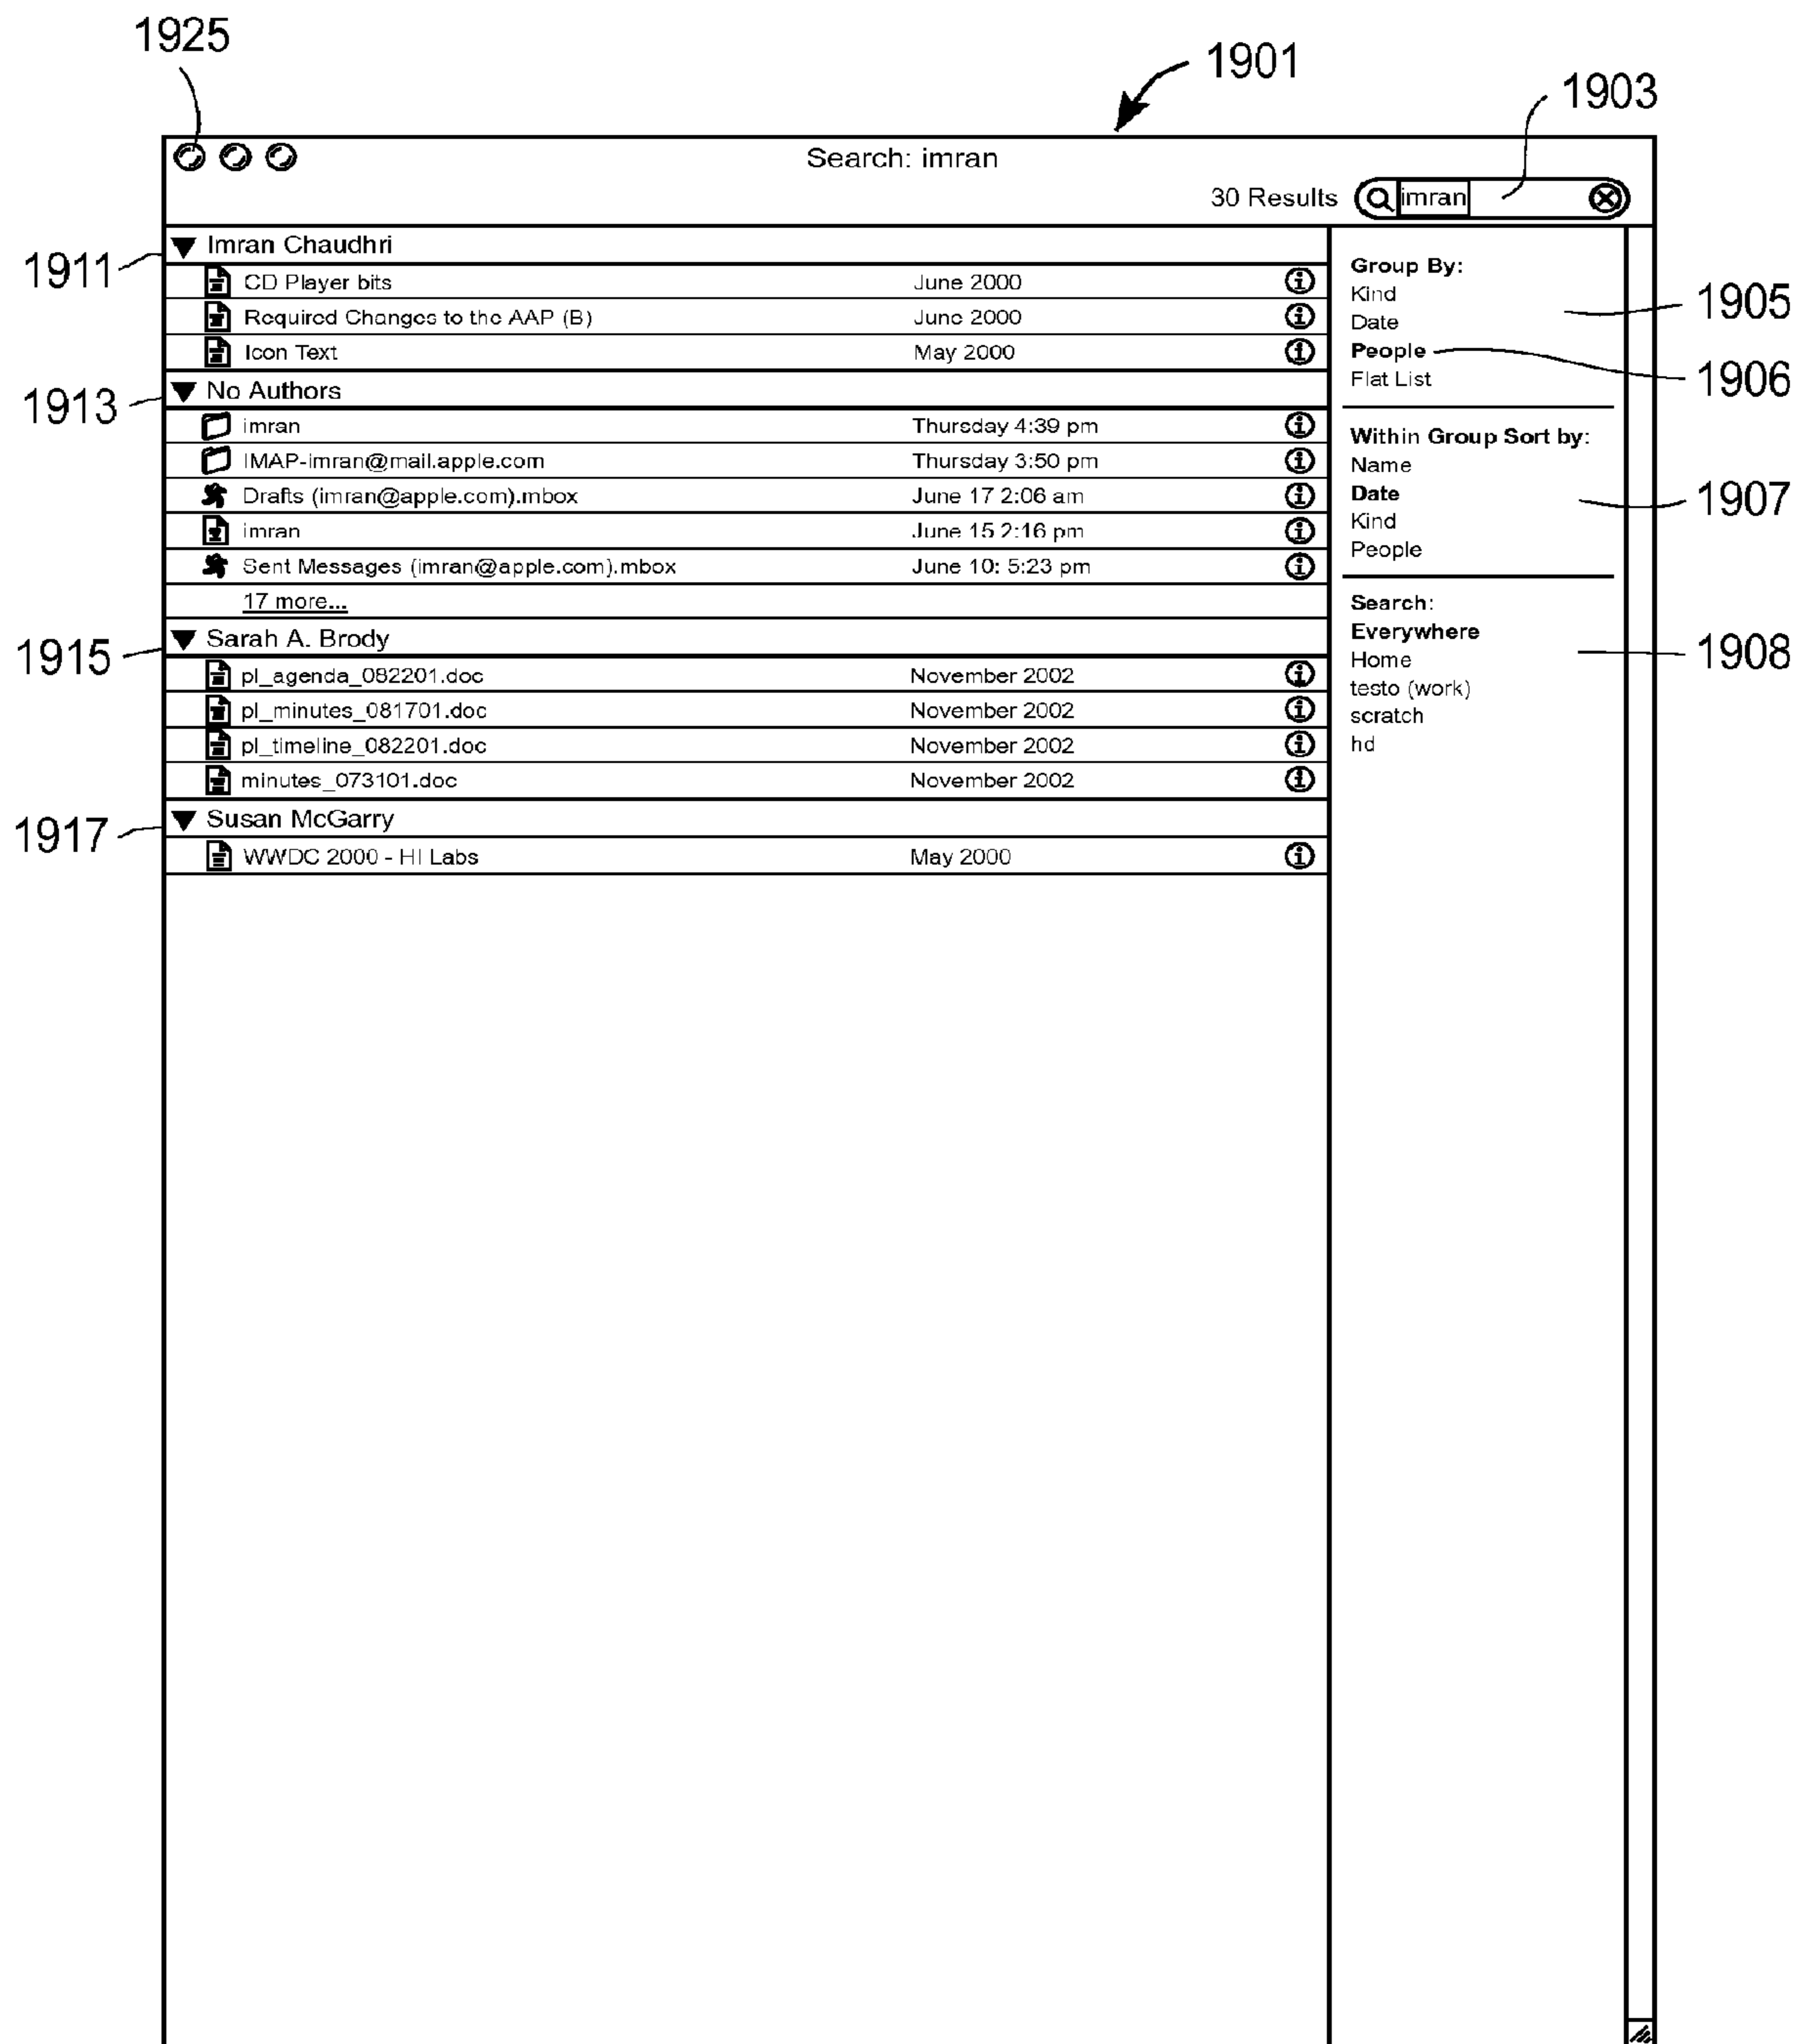 1925
1901
1903
Search: imran
30 Results imran
1911
Imran Chaudhri
CD Player bits June 2000
Required Changes to the AAP (B) June 2000
Icon Text May 2000
1913
No Authors
imran Thursday 4:39 pm
IMAP-imran@mail.apple.com Thursday 3:50 pm
Drafts (imran@apple.com).mbox June 17 2:06 am
imran June 15 2:16 pm
Sent Messages (imran@apple.com).mbox June 10: 5:23 pm
17 more...
1915
Sarah A. Brody
pl_agenda_082201.doc November 2002
pl_minutes_081701.doc November 2002
pl_timeline_082201.doc November 2002
minutes_073101.doc November 2002
1917
Susan McGarry
WWDC 2000 - HI Labs May 2000
Group By:
Kind
Date
People
Flat List
1905
1906
Within Group Sort by:
Name
Date
Kind
People
1907
Search:
Everywhere
Home
testo (work)
scratch
hd
1908